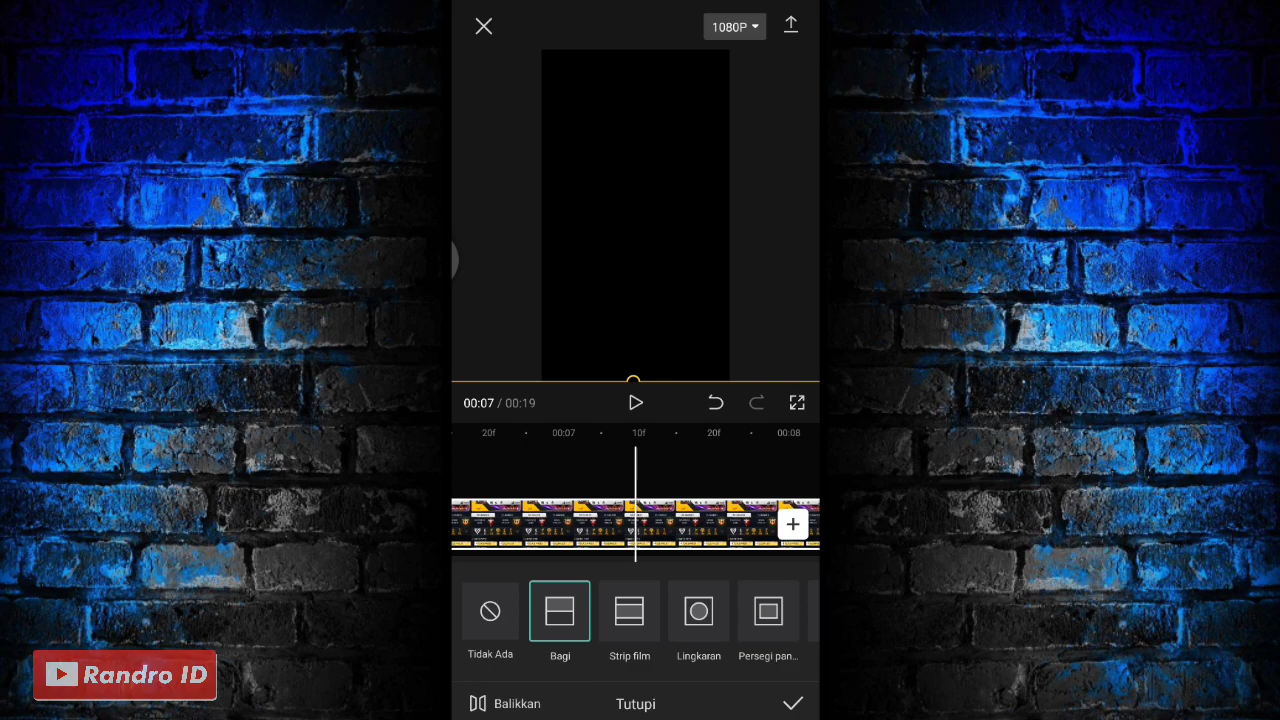 1080P
00:07 / 00:19
20f
00:07
10f
20f
00:08
Tidak Ada
Bagi
Strip film
Lingkaran
Persegi pan...
Balikkan
Tutupi
Randro ID